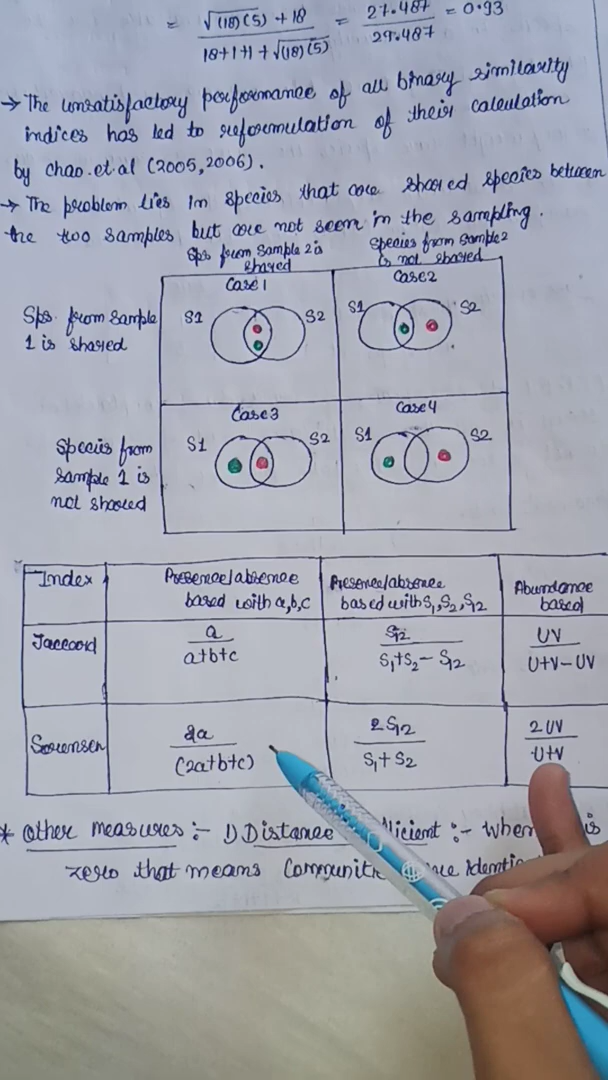 = √(18)(5) + 18 / 18+1+1+√(18)(5) = 27.487 / 29.487 = 0.93
→ The unsatisfactory performance of all binary similarity
indices has led to reformulation of their calculation
by chao.et.al (2005,2006).
→ The problem lies in species that are shared species between
the two samples but are not seen in the sampling.
Sps from Sample 2 is shared
Species from Sample 2 is not shared
Sps. from sample 1 is shared
Case 1
S1 S2
Case 2
S1 S2
Species from sample 1 is not shared
Case 3
S1 S2
Case 4
S1 S2
Index Presence/absence based with a,b,c Presence/absence based with S₁,S₂,S₁₂ Abundance based
Jaccard a / a+b+c S₁₂ / S₁+S₂-S₁₂ UV / U+V-UV
Sorensen 2a / (2a+b+c) 2S₁₂ / S₁+S₂ 2UV / U+V
* Other measures :- 1) Distance :- when is
zero that means